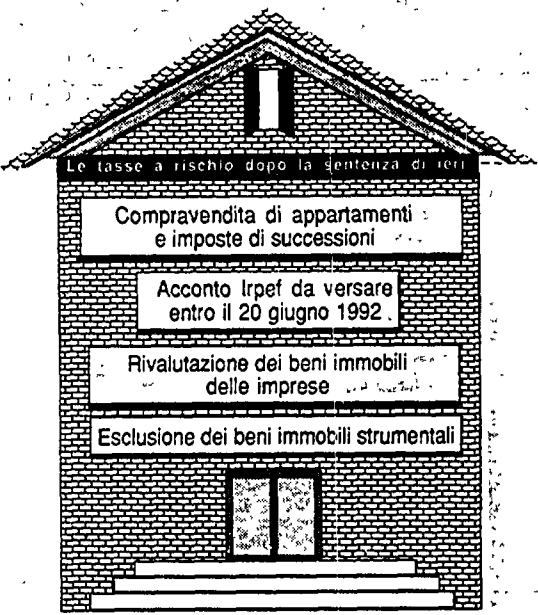 Le tasse a rischio dopo la sentenza di ieri
Compravendita di appartamenti
e imposte di successioni
Acconto Irpef da versare
entro il 20 giugno 1992
Rivalutazione dei beni immobili
delle imprese
Esclusione dei beni immobili strumentali